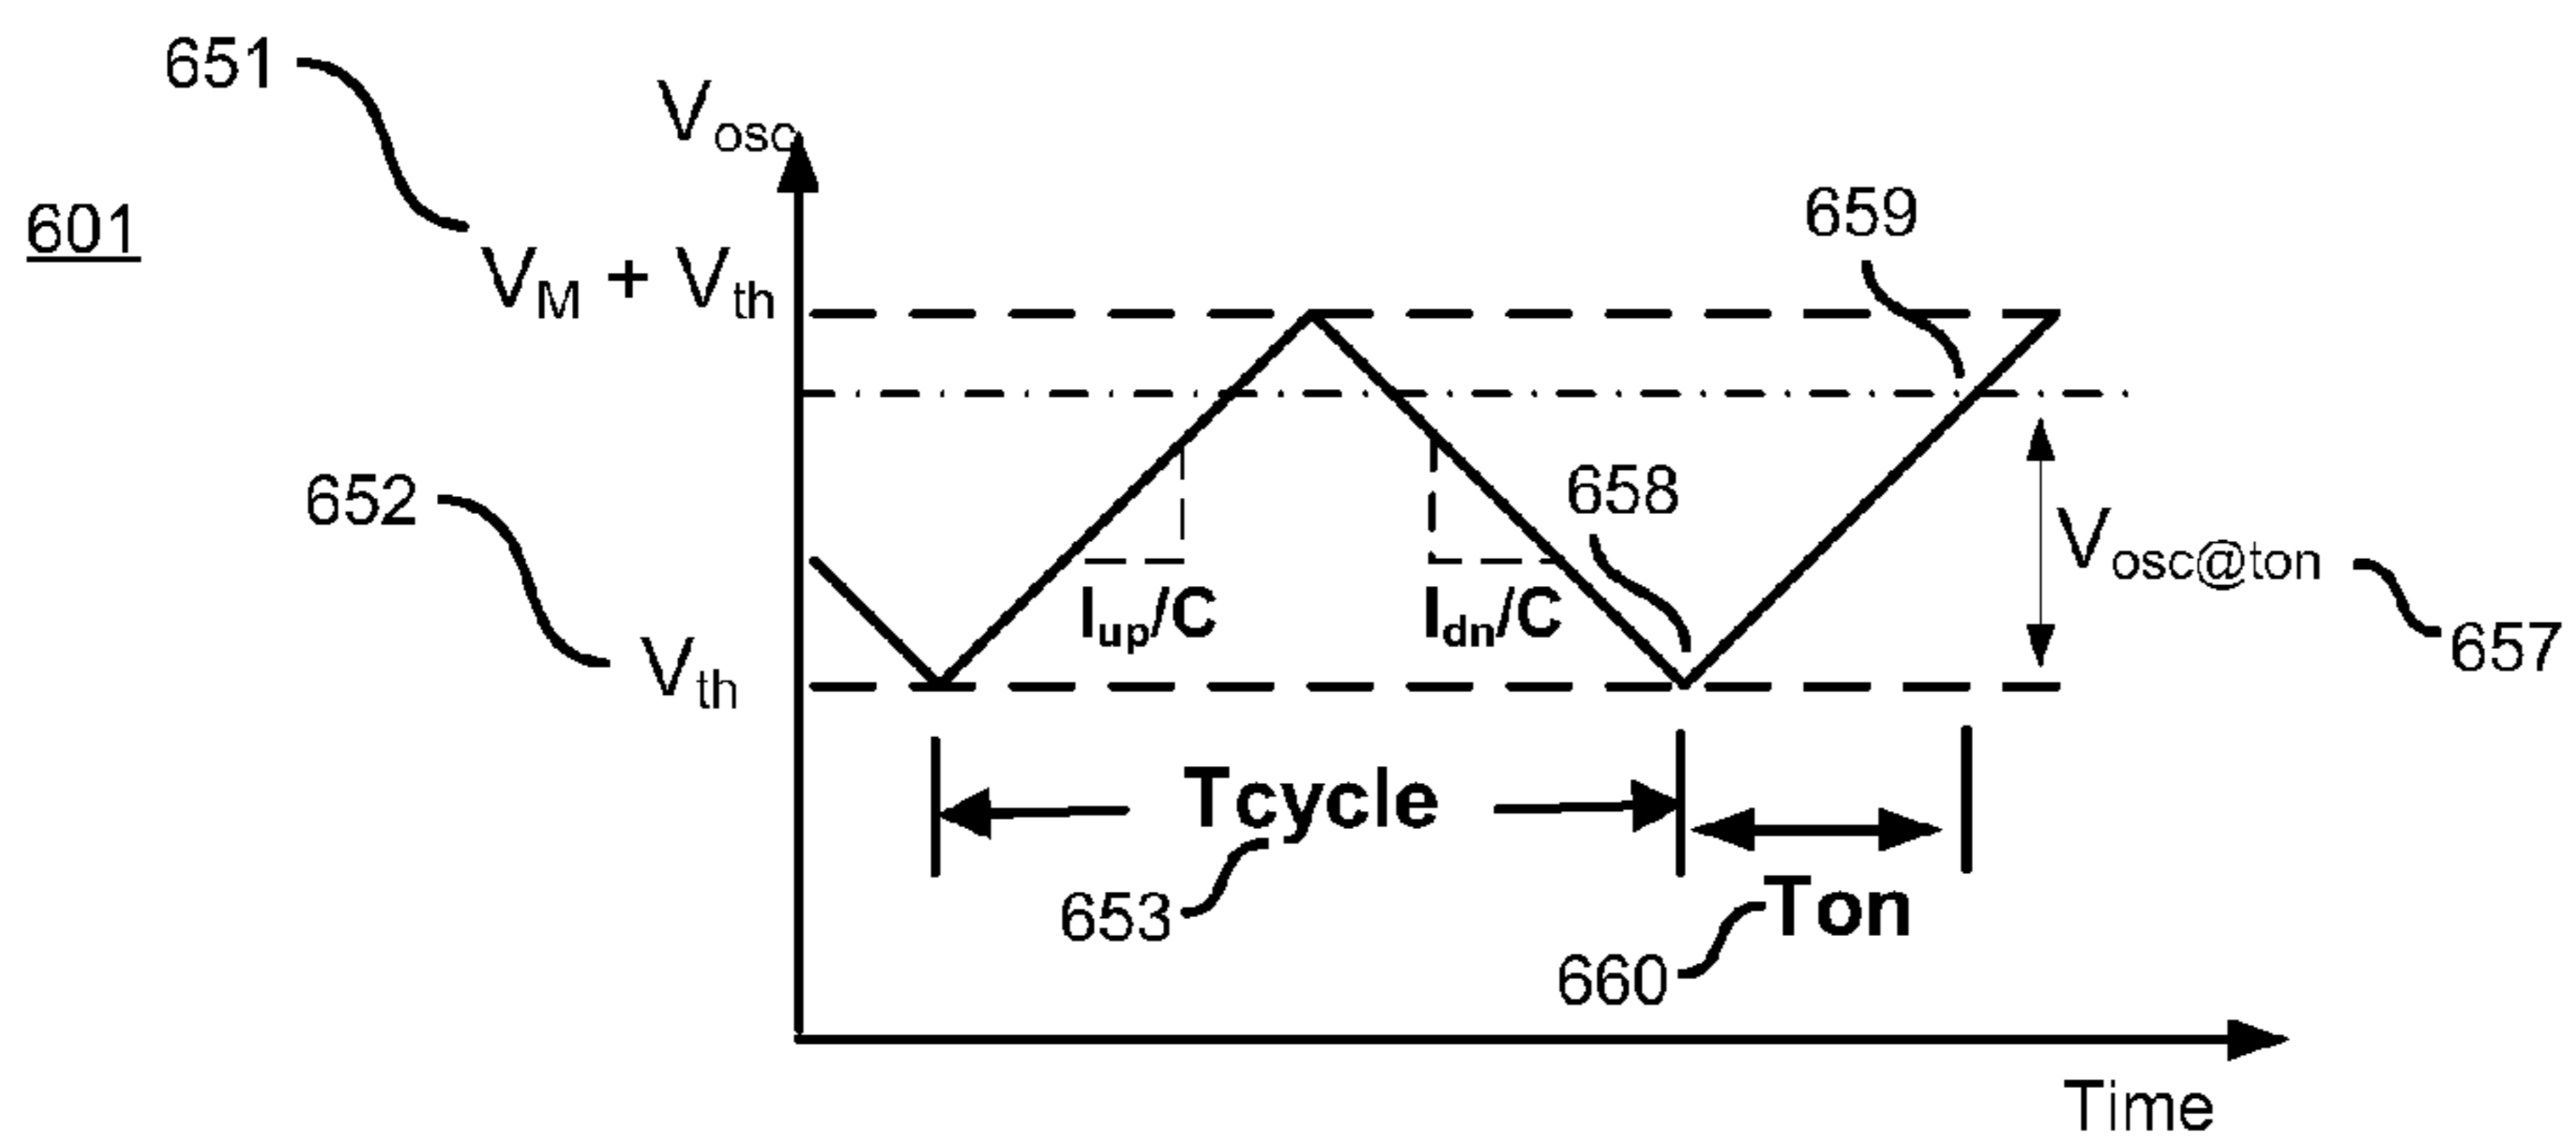 651
Vosc
601
659
VM + Vth
652
658
Iup/C
Idn/C
Vosc@ton
657
Vth
Tcycle
653
Ton
660
Time